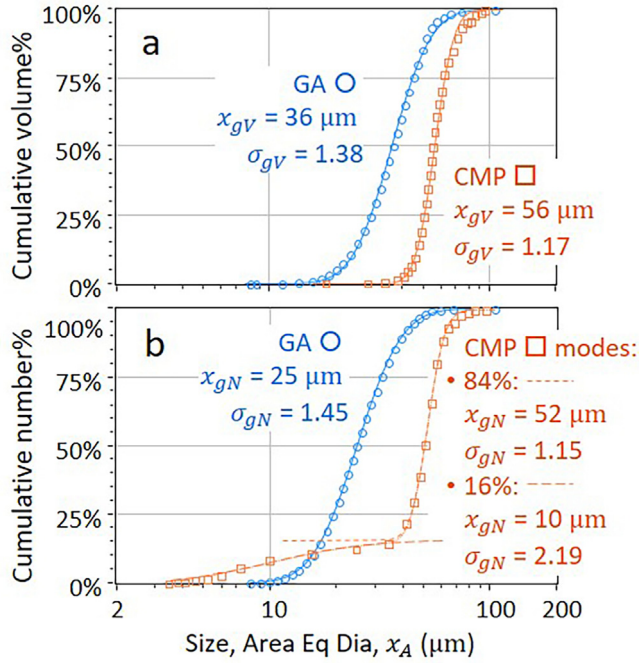 100%
75%
50%
25%
0%
Cumulative volume%
a
GA
x_gV = 36 μm
σ_gV = 1.38
CMP
x_gV = 56 μm
σ_gV = 1.17
100%
75%
50%
25%
0%
Cumulative number%
b
GA
x_gN = 25 μm
σ_gN = 1.45
CMP modes:
• 84%:
x_gN = 52 μm
σ_gN = 1.15
• 16%:
x_gN = 10 μm
σ_gN = 2.19
2 10 100 200
Size, Area Eq Dia, x_A (μm)